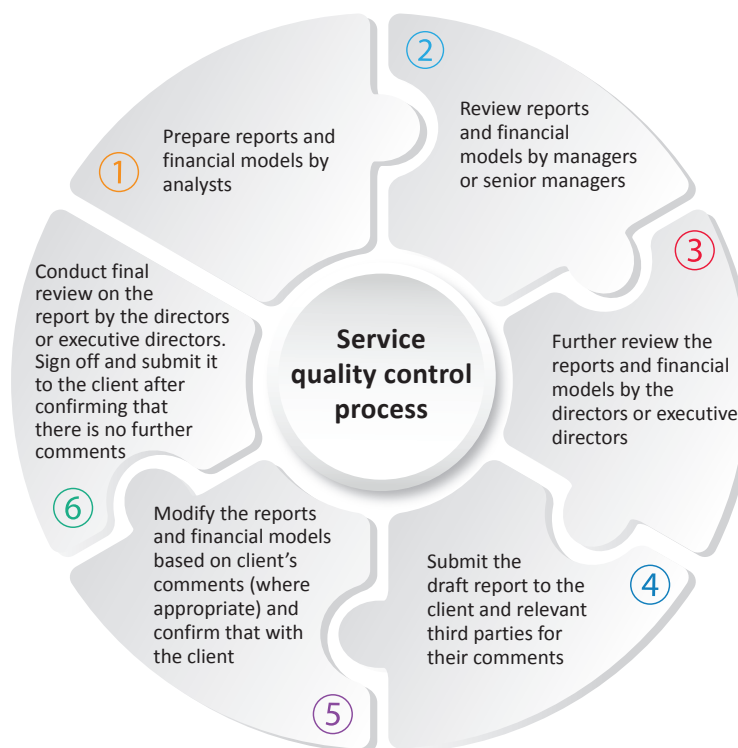 1
Prepare reports and
financial models by
analysts
2
Review reports
and financial
models by managers
or senior managers
3
Further review the
reports and financial
models by the
directors or executive
directors
4
Submit the
draft report to the
client and relevant
third parties for
their comments
5
Modify the reports
and financial models
based on client's
comments (where
appropriate) and
confirm that with
the client
6
Conduct final
review on the
report by the directors
or executive directors.
Sign off and submit it
to the client after
confirming that
there is no further
comments
Service
quality control
process